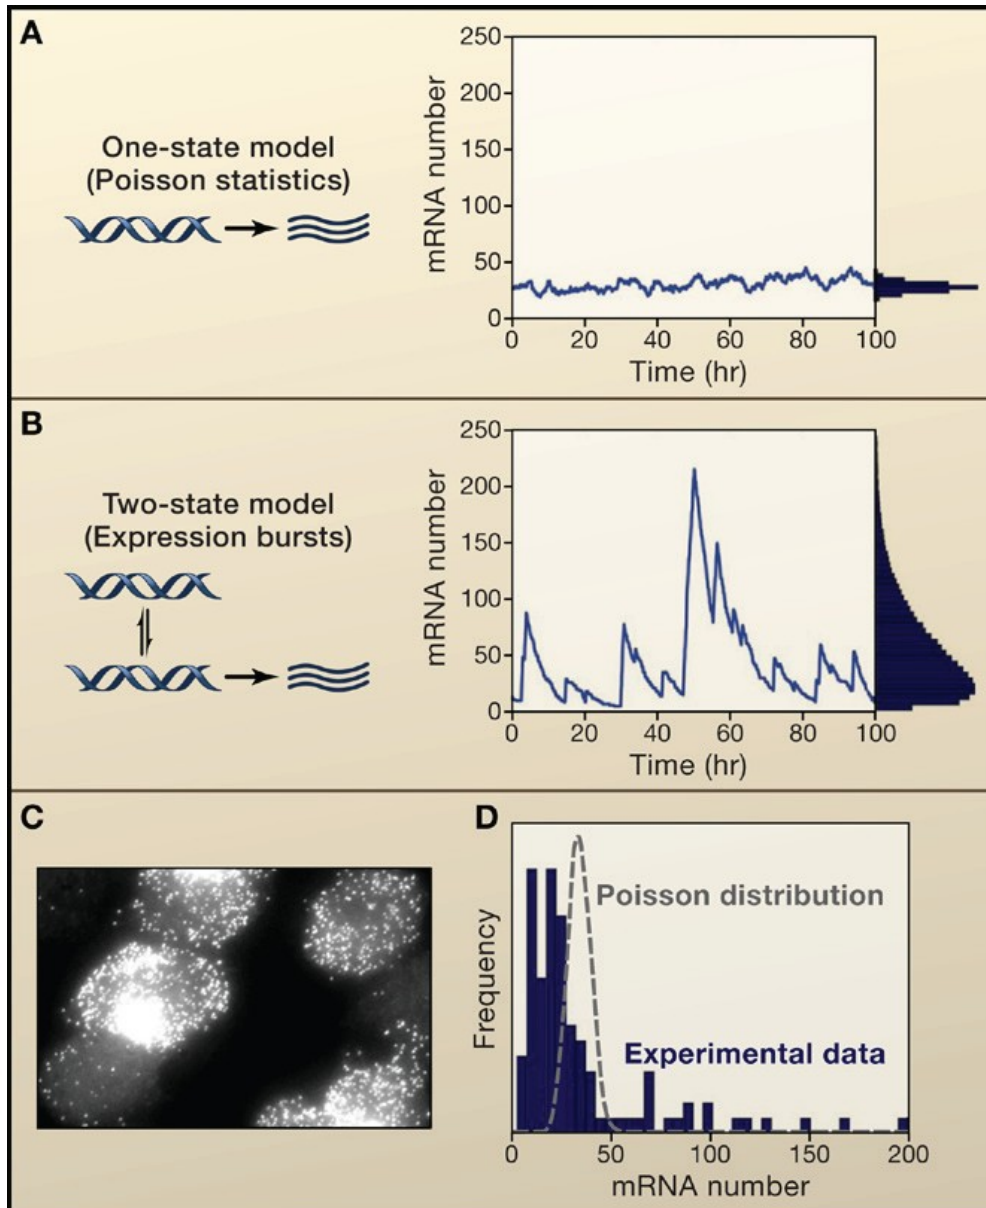 A
One-state model
(Poisson statistics)
mRNA number
250
200
150
100
50
0
0 20 40 60 80 100
Time (hr)
B
Two-state model
(Expression bursts)
mRNA number
250
200
150
100
50
0
0 20 40 60 80 100
Time (hr)
C
D
Frequency
Poisson distribution
Experimental data
0 50 100 150 200
mRNA number